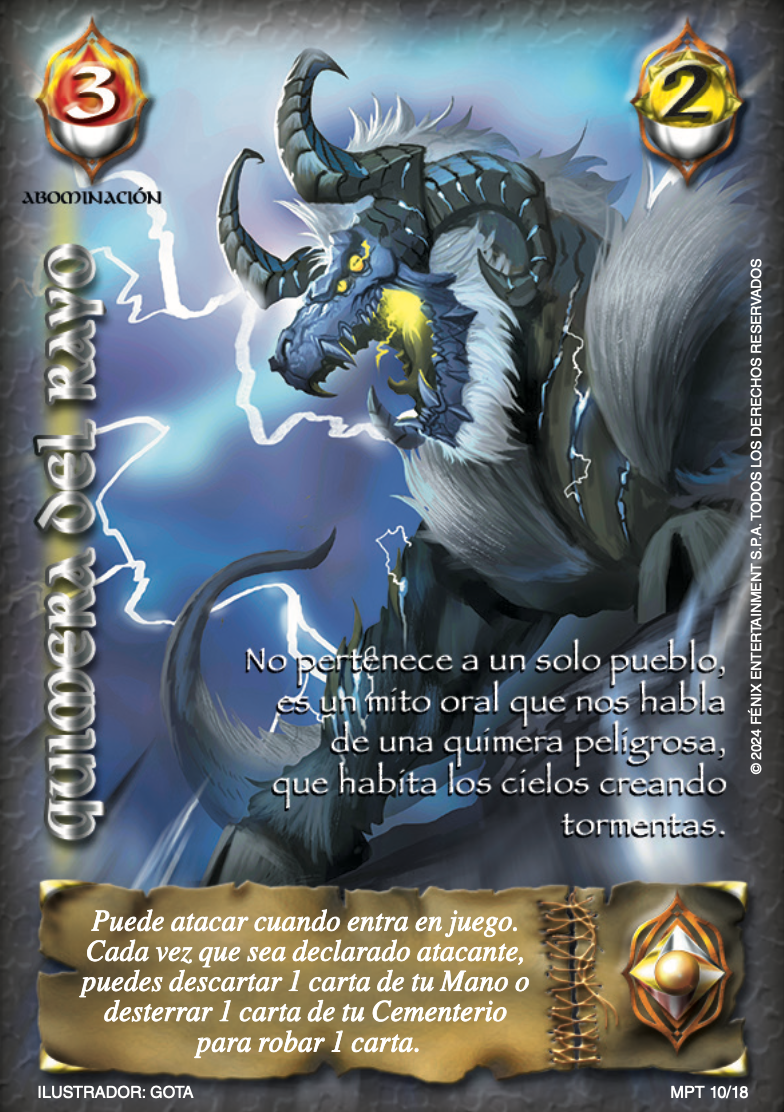 3
2
ABOMINACIÓN
QUIMERA DEL RAYO
No pertenece a un solo pueblo,
es un mito oral que nos habla
de una quimera peligrosa,
que habita los cielos creando
tormentas.
© 2024 FÉNIX ENTERTAINMENT S.P.A. TODOS LOS DERECHOS RESERVADOS
Puede atacar cuando entra en juego.
Cada vez que sea declarado atacante,
puedes descartar 1 carta de tu Mano o
desterrar 1 carta de tu Cementerio
para robar 1 carta.
ILUSTRADOR: GOTA
MPT 10/18